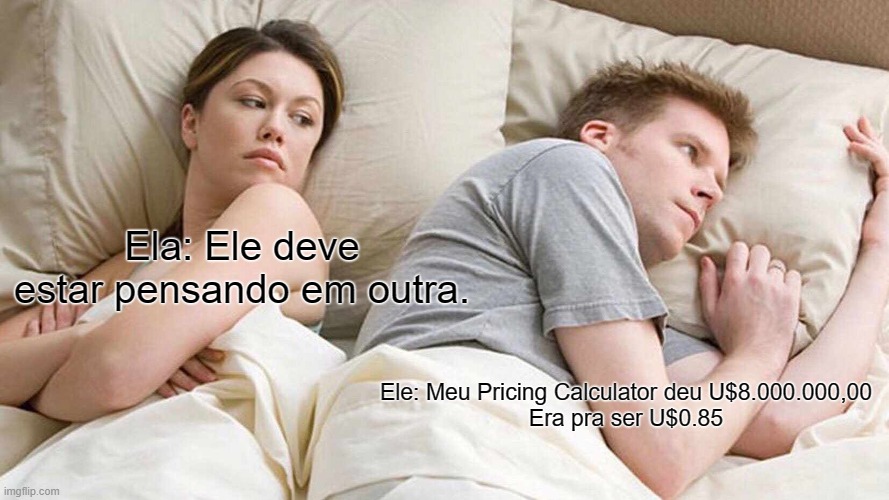 Ela: Ele deve
estar pensando em outra.
Ele: Meu Pricing Calculator deu U$8.000.000,00
Era pra ser U$0.85
imgflip.com